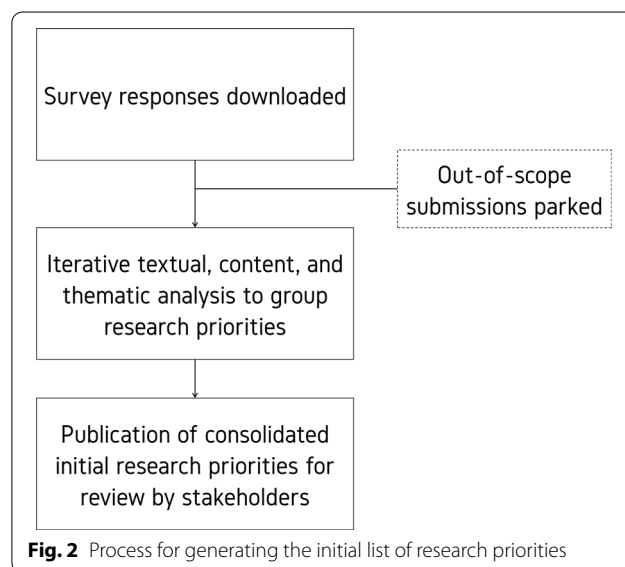 Survey responses downloaded
Out-of-scope
submissions parked
Iterative textual, content, and
thematic analysis to group
research priorities
Publication of consolidated
initial research priorities for
review by stakeholders
Fig. 2 Process for generating the initial list of research priorities